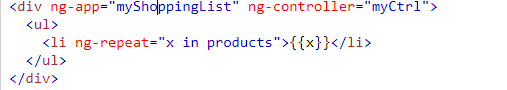 <div ng-app="myShoppingList" ng-controller="myCtrl">
  <ul>
    <li ng-repeat="x in products">{{x}}</li>
  </ul>
</div>